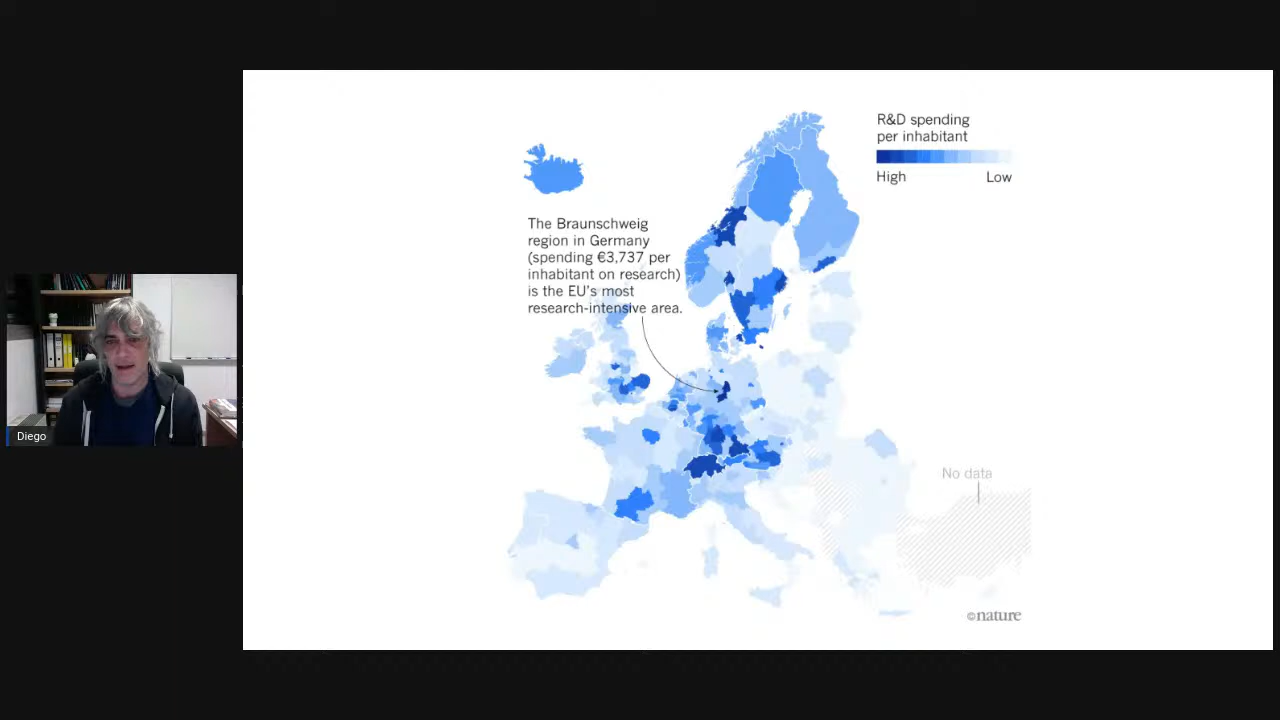 R&D spending
per inhabitant
High Low
The Braunschweig
region in Germany
(spending €3,737 per
inhabitant on research)
is the EU's most
research-intensive area.
Diego
No data
©nature